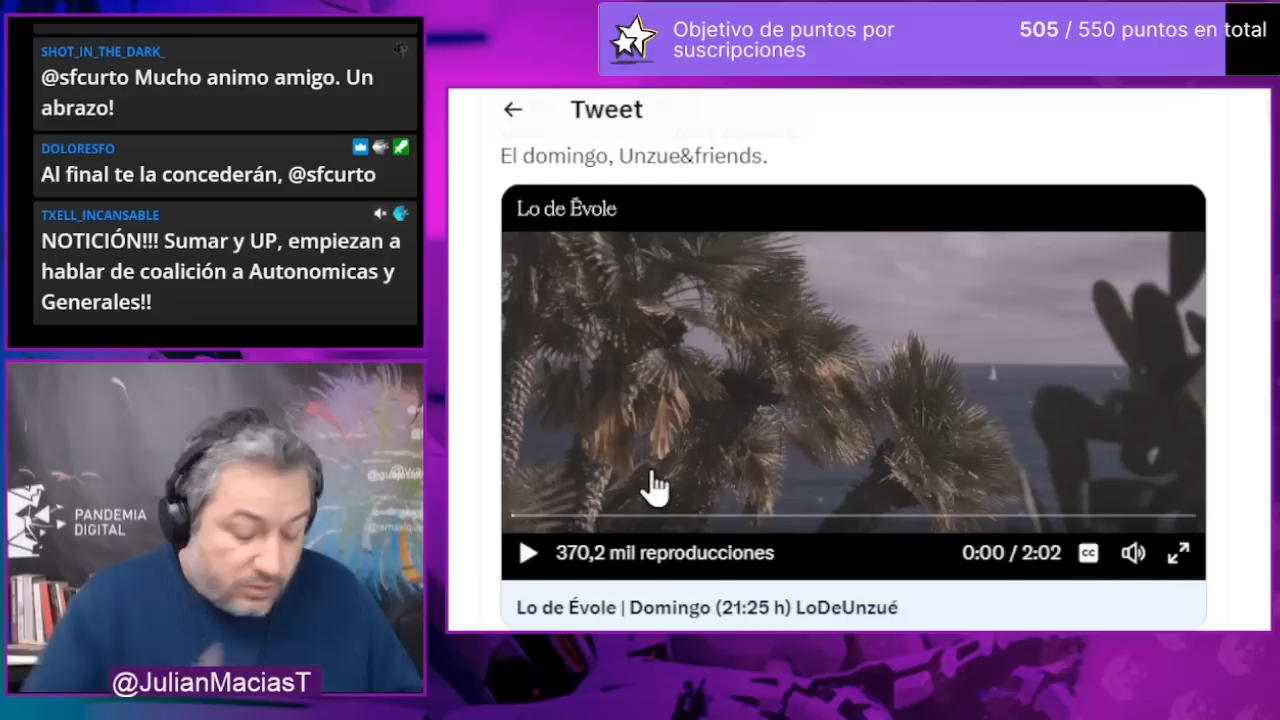 SHOT_IN_THE_DARK_
@sfcurto Mucho animo amigo. Un
abrazo!
DOLORESFO
Al final te la concederán, @sfcurto
TXELL_INCANSABLE
NOTICIÓN!!! Sumar y UP, empiezan a
hablar de coalición a Autonomicas y
Generales!!
Objetivo de puntos por
suscripciones
505 / 550 puntos en total
Tweet
El domingo, Unzue&friends.
Lo de Évole
370,2 mil reproducciones
0:00 / 2:02
CC
Lo de Évole | Domingo (21:25 h) LoDeUnzué
PANDEMIA
DIGITAL
@JulianMaciasT